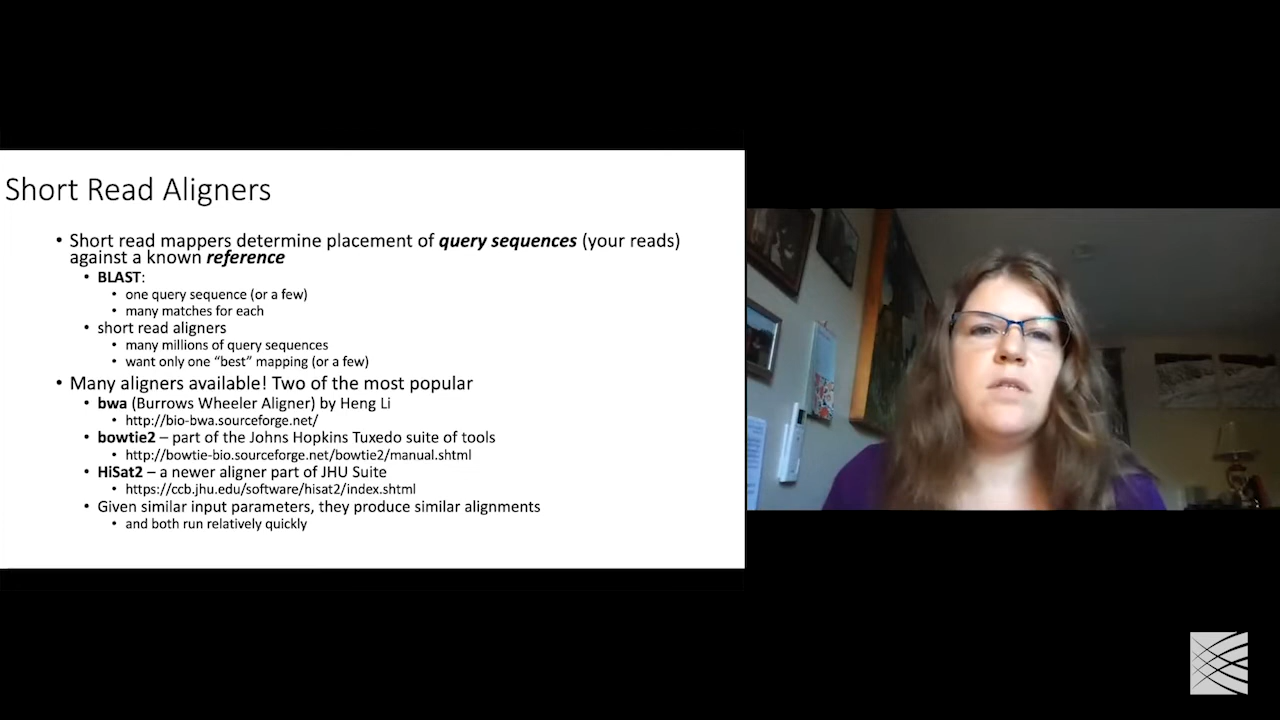 Short Read Aligners
• Short read mappers determine placement of query sequences (your reads)
against a known reference
• BLAST:
• one query sequence (or a few)
• many matches for each
• short read aligners
• many millions of query sequences
• want only one “best” mapping (or a few)
• Many aligners available! Two of the most popular
• bwa (Burrows Wheeler Aligner) by Heng Li
• http://bio-bwa.sourceforge.net/
• bowtie2 – part of the Johns Hopkins Tuxedo suite of tools
• http://bowtie-bio.sourceforge.net/bowtie2/manual.shtml
• HiSat2 – a newer aligner part of JHU Suite
• https://ccb.jhu.edu/software/hisat2/index.shtml
• Given similar input parameters, they produce similar alignments
• and both run relatively quickly